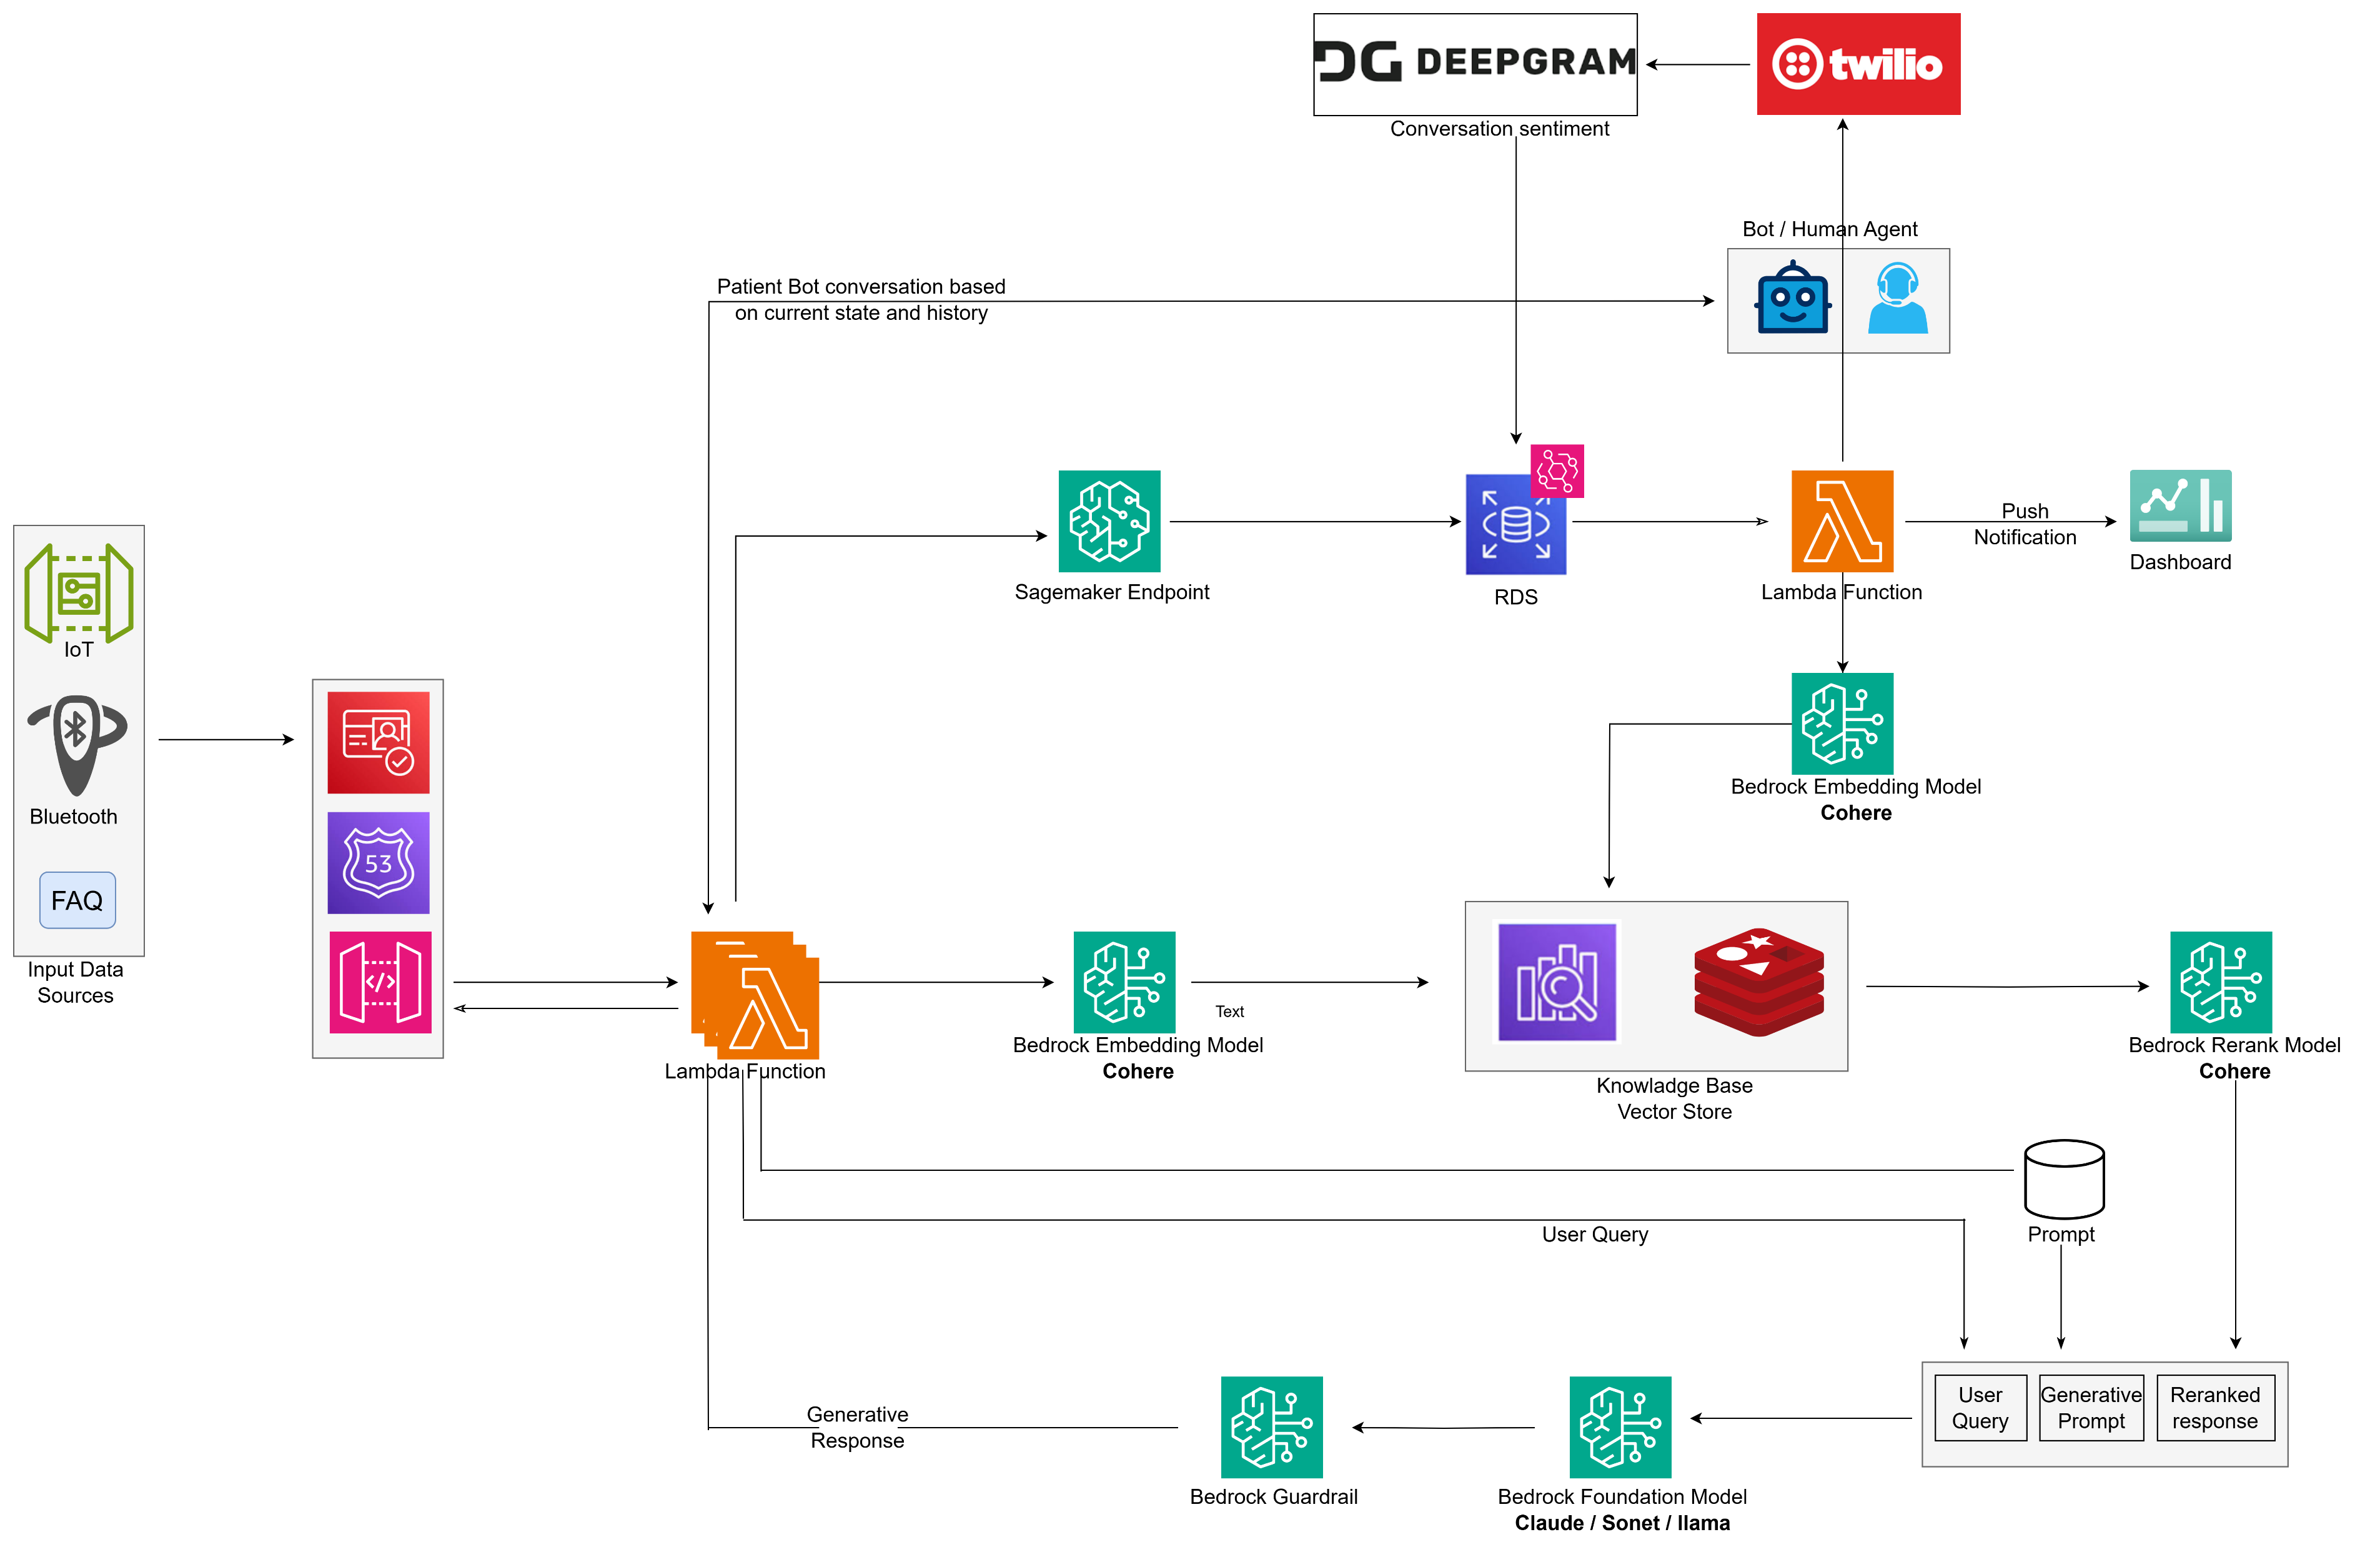 DG DEEPGRAM
twilio
Conversation sentiment
Bot / Human Agent
Patient Bot conversation based
on current state and history
Sagemaker Endpoint
RDS
Lambda Function
Push
Notification
Dashboard
IoT
Bluetooth
FAQ
Input Data
Sources
53
</>
Bedrock Embedding Model
Cohere
Lambda Function
Bedrock Embedding Model
Cohere
Text
Knowladge Base
Vector Store
Bedrock Rerank Model
Cohere
User Query
Prompt
User
Query
Generative
Prompt
Reranked
response
Generative
Response
Bedrock Guardrail
Bedrock Foundation Model
Claude / Sonet / llama